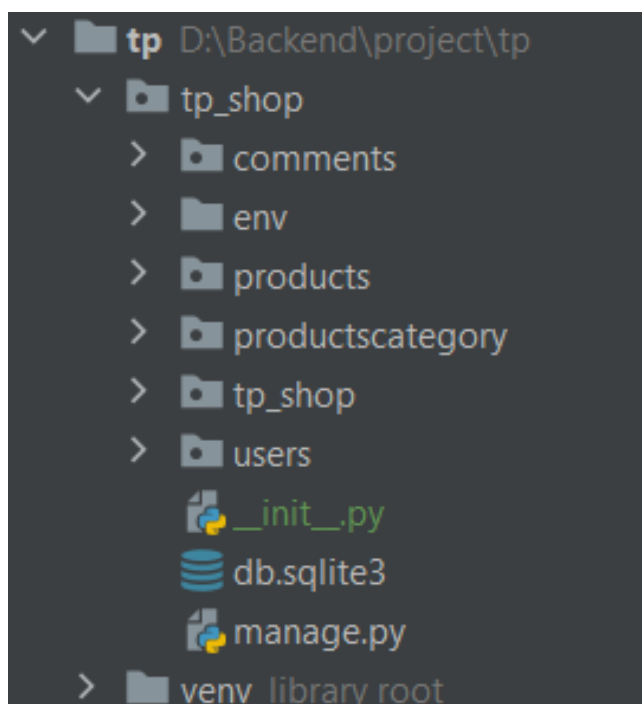 tp D:\Backend\project\tp
tp_shop
comments
env
products
productscategory
tp_shop
users
__init__.py
db.sqlite3
manage.py
venv library root